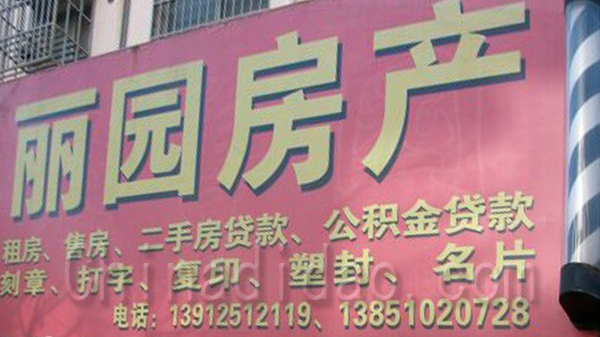 丽园房产
租房、售房、二手房贷款、公积金贷款
刻章、打字、复印、塑封 名片
电话:13912512119、13851020728